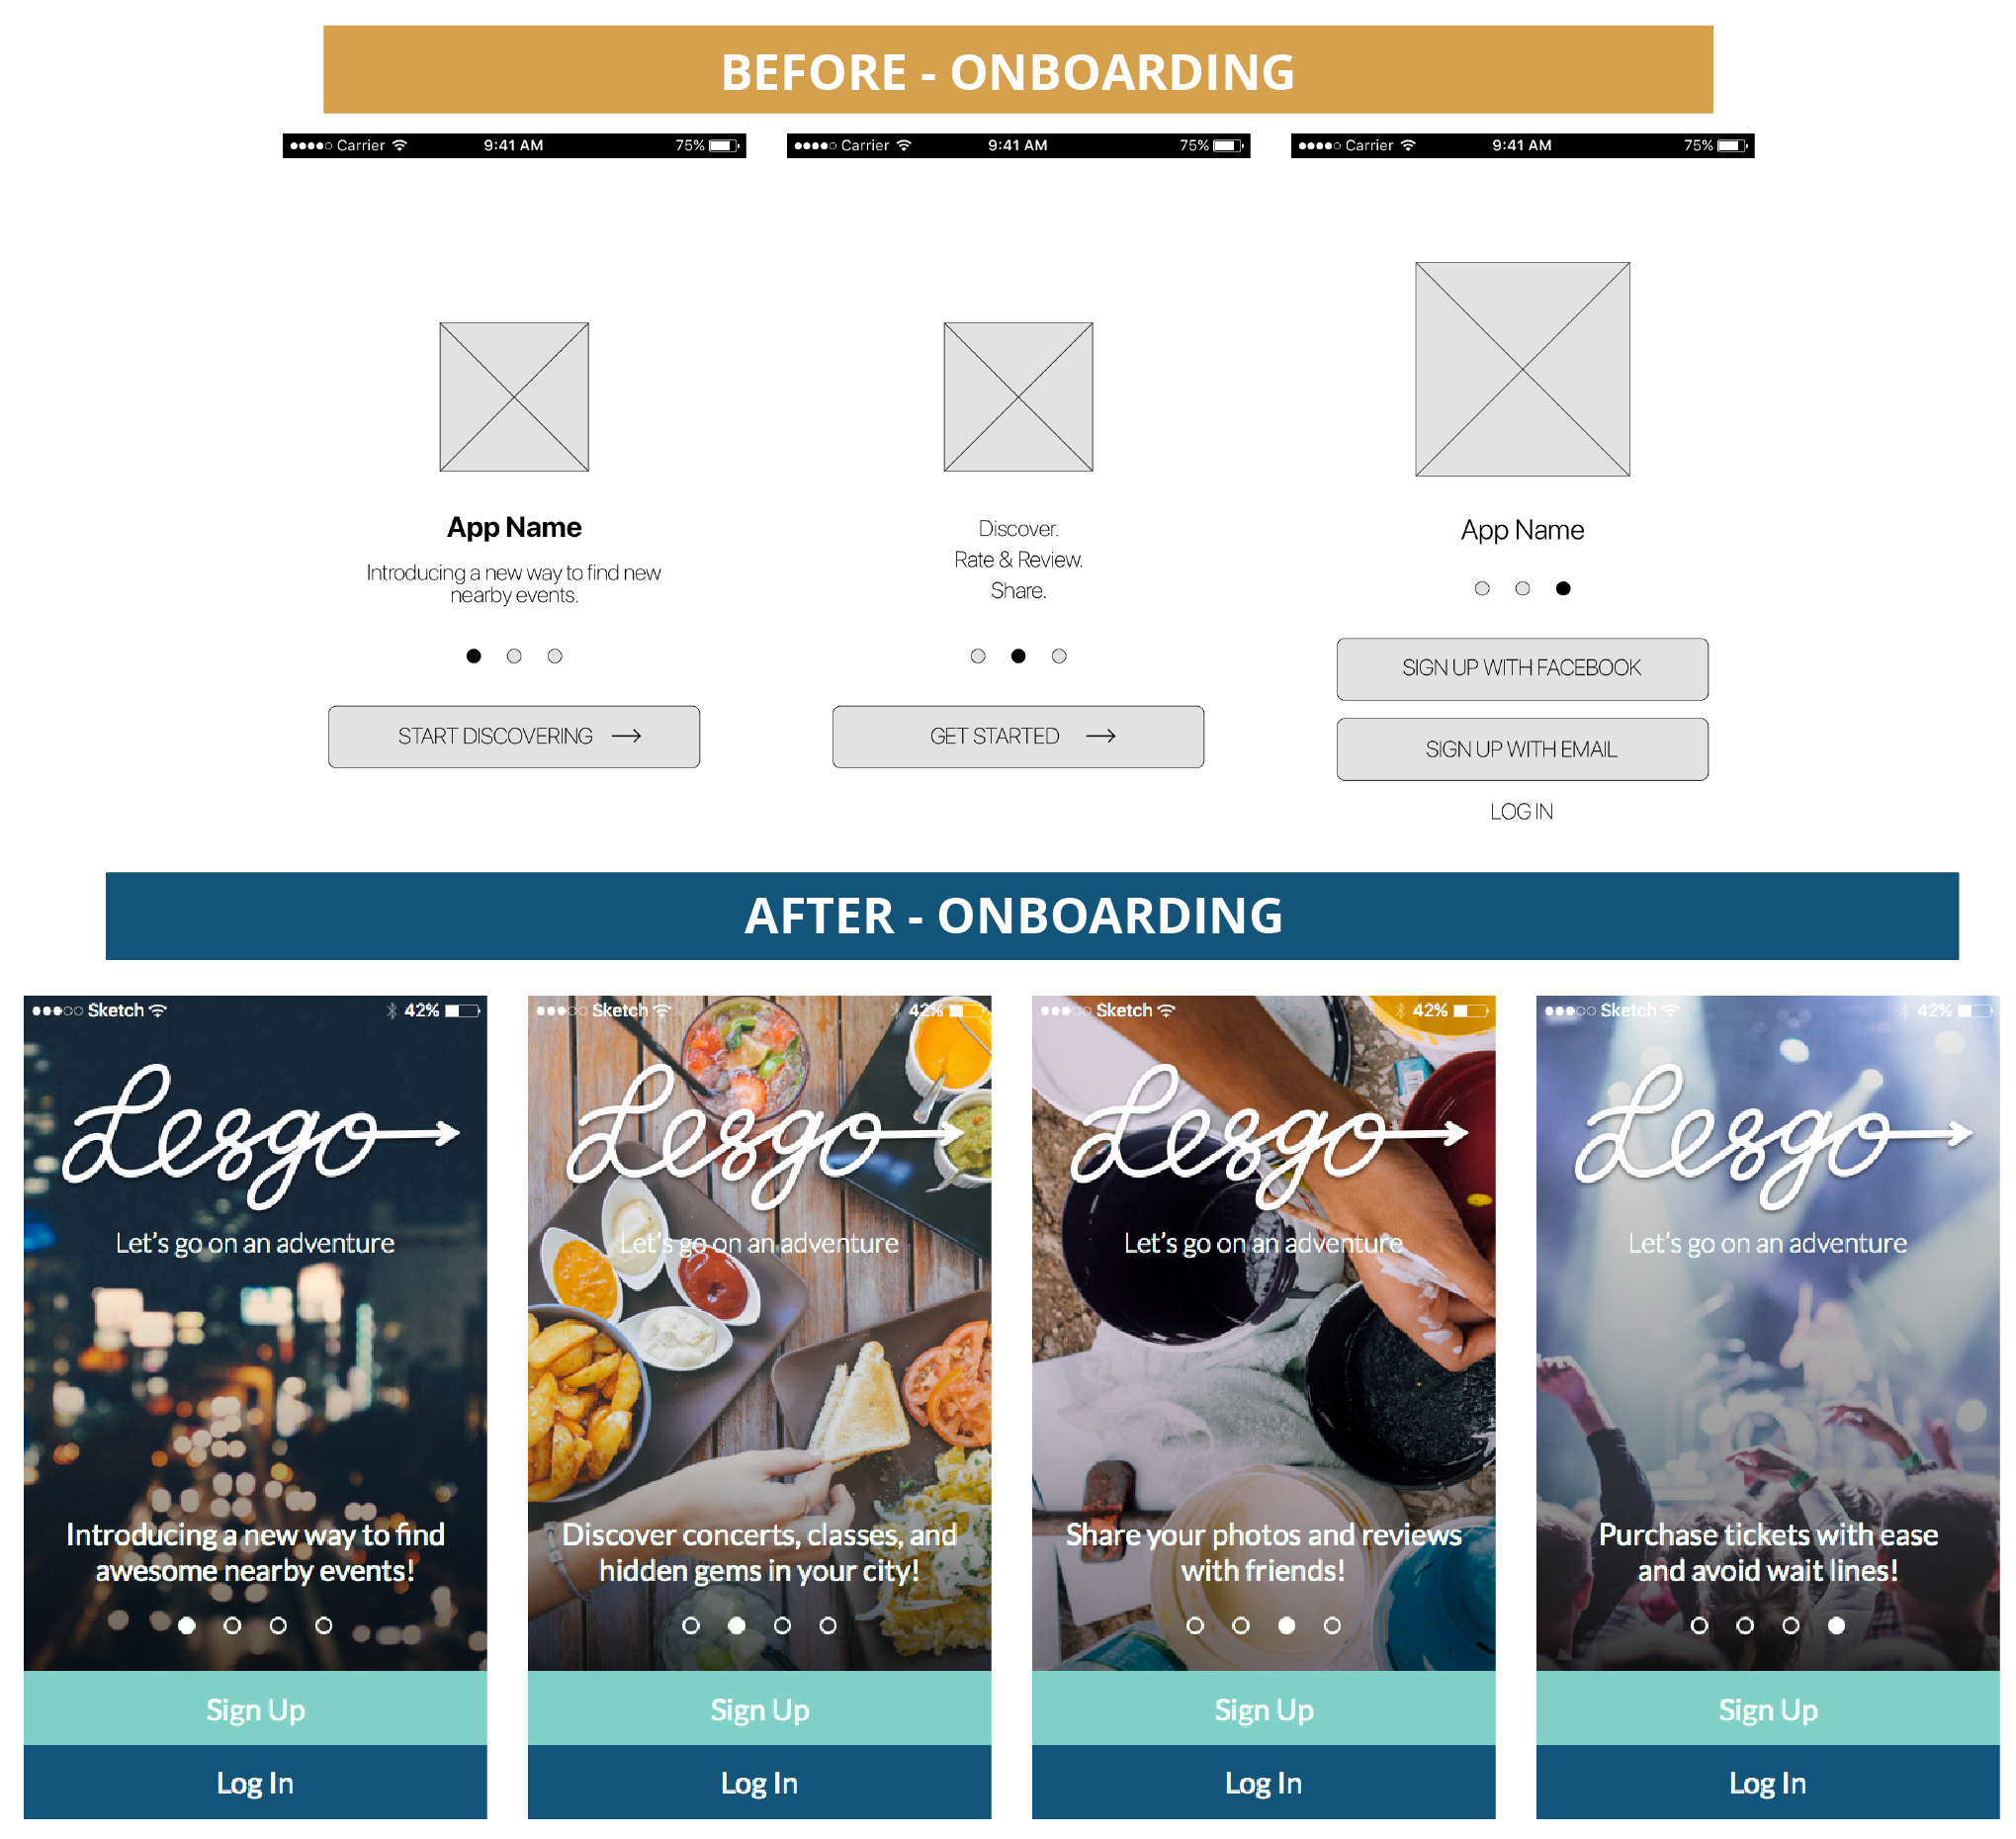 BEFORE - ONBOARDING
Carrier 9:41 AM 75%
App Name
Introducing a new way to find new
nearby events.
START DISCOVERING
Carrier 9:41 AM 75%
Discover.
Rate & Review.
Share.
GET STARTED
Carrier 9:41 AM 75%
App Name
SIGN UP WITH FACEBOOK
SIGN UP WITH EMAIL
LOG IN
AFTER - ONBOARDING
Sketch 42%
Lesgo
Let's go on an adventure
Introducing a new way to find
awesome nearby events!
Sign Up
Log In
Sketch 42%
Lesgo
Let's go on an adventure
Discover concerts, classes, and
hidden gems in your city!
Sign Up
Log In
Sketch 42%
Lesgo
Let's go on an adventure
Share your photos and reviews
with friends!
Sign Up
Log In
Sketch 42%
Lesgo
Let's go on an adventure
Purchase tickets with ease
and avoid wait lines!
Sign Up
Log In